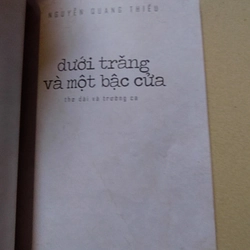 NGUYỄN QUANG THIỀU
dưới trăng
và một bậc cửa
thơ dài và trường ca